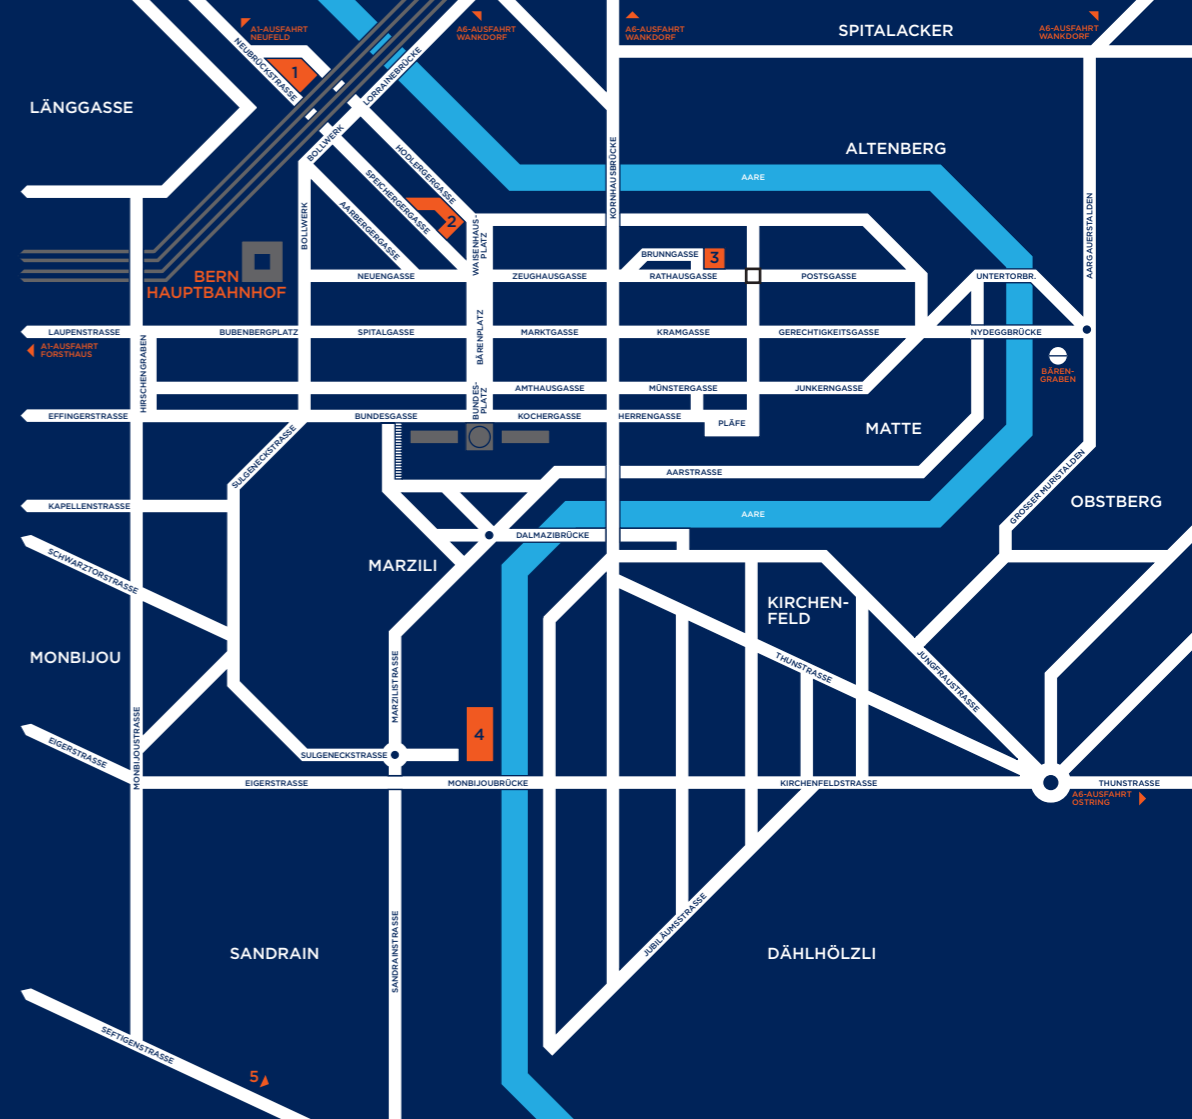 A1-AUSFAHRT
NEUFELD
A6-AUSFAHRT
WANKDORF
A6-AUSFAHRT
WANKDORF
SPITALACKER
A6-AUSFAHRT
WANKDORF
NEUBRÜCKSTRASSE
1
LORRAINEBRÜCKE
LÄNGGASSE
BOLLWERK
HODLERGERGASSE
KORNHAUSBRÜCKE
ALTENBERG
AARE
SPEICHERGERGASSE
AARBERGERGASSE
2
BOLLWERK
WAISENHAUS-
PLATZ
AARGAUERSTALDEN
BRUNNGASSE
3
BERN
HAUPTBAHNHOF
NEUENGASSE
ZEUGHAUSGASSE
RATHAUSGASSE
POSTSGASSE
UNTERTORBR.
LAUPENSTRASSE
BUBENBERGPLATZ
SPITALGASSE
BÄRENPLATZ
MARKTGASSE
KRAMGASSE
GERECHTIGKEITSGASSE
NYDEGGBRÜCKE
A1-AUSFAHRT
FORSTHAUS
HIRSCHENGRABEN
BÄREN-
GRABEN
AMTHAUSGASSE
MÜNSTERGASSE
JUNKERNGASSE
BUNDES-
PLATZ
EFFINGERSTRASSE
BUNDESGASSE
KOCHERGASSE
HERRENGASSE
PLÄFE
MATTE
SULGENECKSTRASSE
AARSTRASSE
GROSSER MURISTALDEN
OBSTBERG
KAPELLENSTRASSE
AARE
DALMAZIBRÜCKE
SCHWARZTORSTRASSE
MARZILI
KIRCHEN-
FELD
MONBIJOU
THUNSTRASSE
JUNGFRAUSTRASSE
MARZILISTRASSE
MONBIJOUSTRASSE
4
EIGERSTRASSE
SULGENECKSTRASSE
EIGERSTRASSE
MONBIJOUBRÜCKE
KIRCHENFELDSTRASSE
THUNSTRASSE
A6-AUSFAHRT
OSTRING
JUBILÄUMSSTRASSE
SANDRAINSTRASSE
SANDRAIN
DÄHLHÖLZLI
SEFTIGENSTRASSE
5